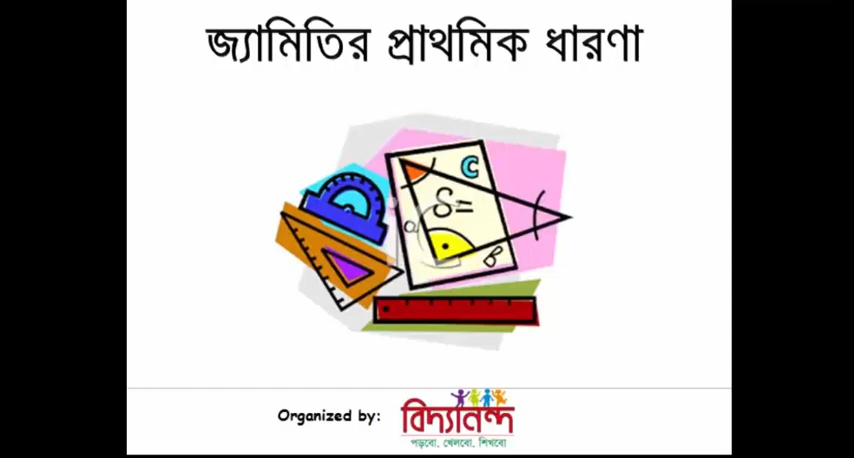 জ্যামিতির প্রাথমিক ধারণা
C
S=
a
B
Organized by:
বিদ্যানন্দ
পড়বো, খেলবো, শিখবো